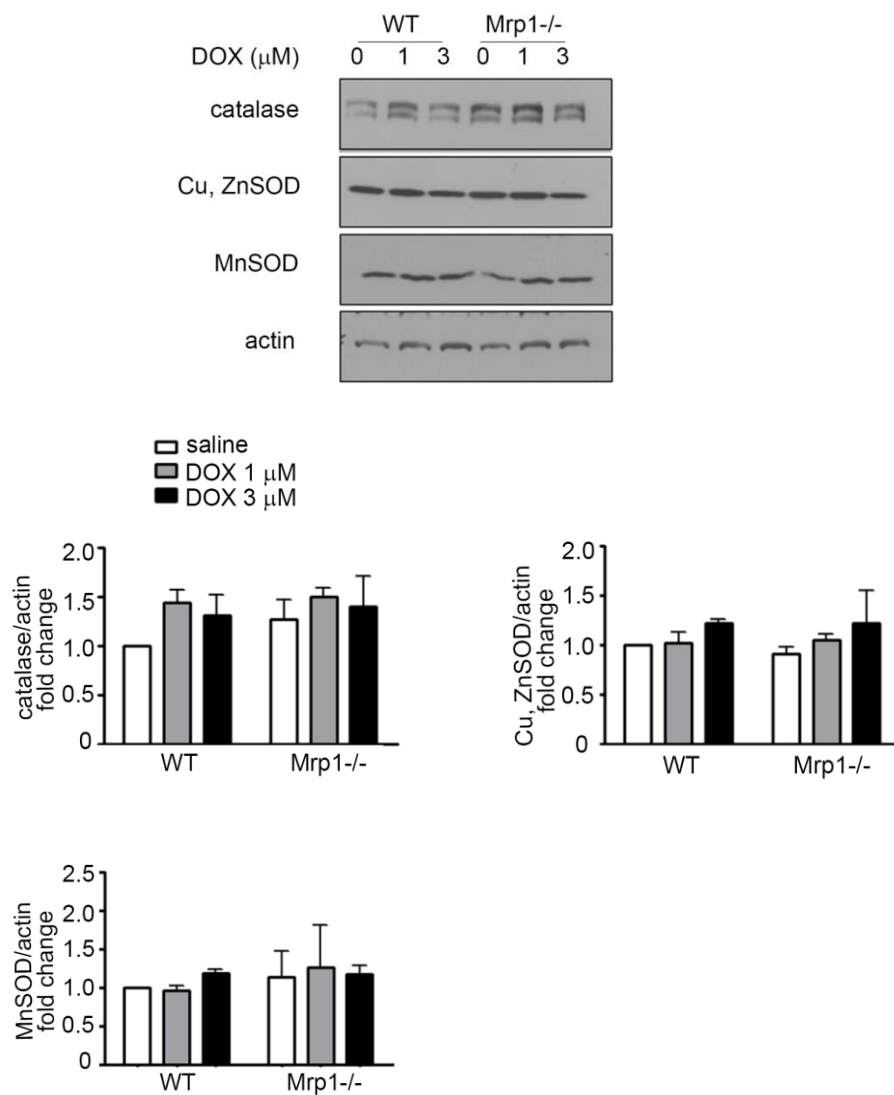 WT Mrp1-/-
DOX (μM) 0 1 3 0 1 3
catalase
Cu, ZnSOD
MnSOD
actin
saline
DOX 1 μM
DOX 3 μM
catalase/actin
fold change
2.0
1.5
1.0
0.5
0
WT Mrp1-/-
Cu, ZnSOD/actin
fold change
2.0
1.5
1.0
0.5
0
WT Mrp1-/-
MnSOD/actin
fold change
2.5
2.0
1.5
1.0
0.5
0
WT Mrp1-/-